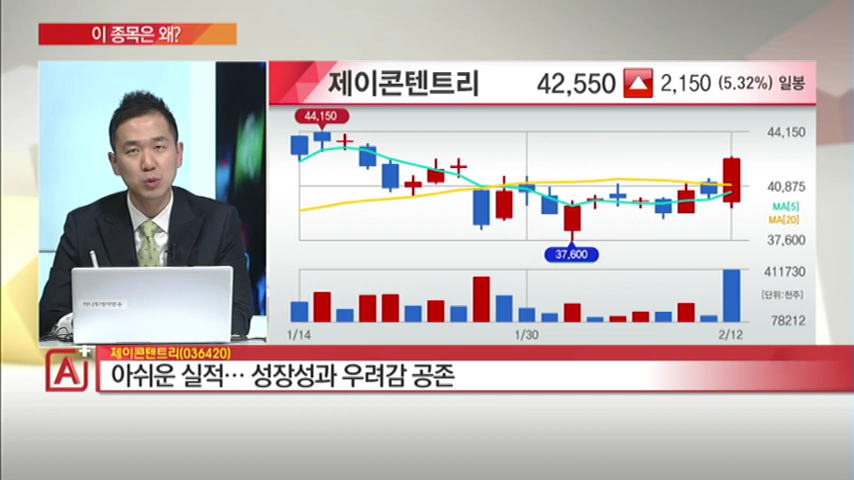 이 종목은 왜?
제이콘텐트리 42,550 ▲ 2,150 (5.32%) 일봉
44,150
44,150
40,875
MA[5]
MA[20]
37,600
37,600
411730
[단위:천주]
78212
1/14 1/30 2/12
A+
제이콘텐트리(036420)
아쉬운 실적… 성장성과 우려감 공존